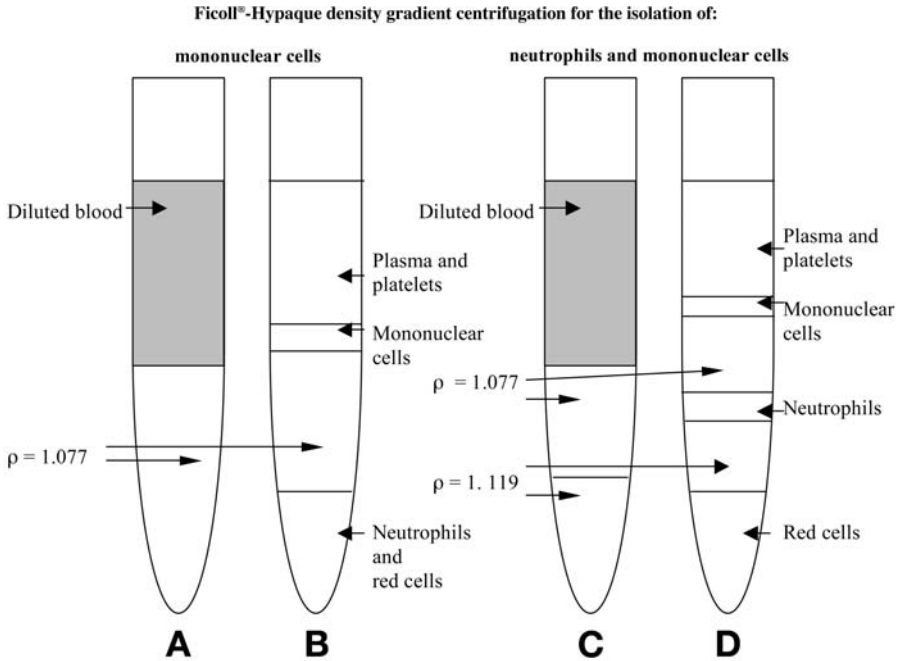 Ficoll®-Hypaque density gradient centrifugation for the isolation of:
mononuclear cells
neutrophils and mononuclear cells
Diluted blood
Plasma and
platelets
Mononuclear
cells
ρ = 1.077
Neutrophils
and
red cells
Diluted blood
Plasma and
platelets
Mononuclear
cells
ρ = 1.077
Neutrophils
ρ = 1. 119
Red cells
A
B
C
D